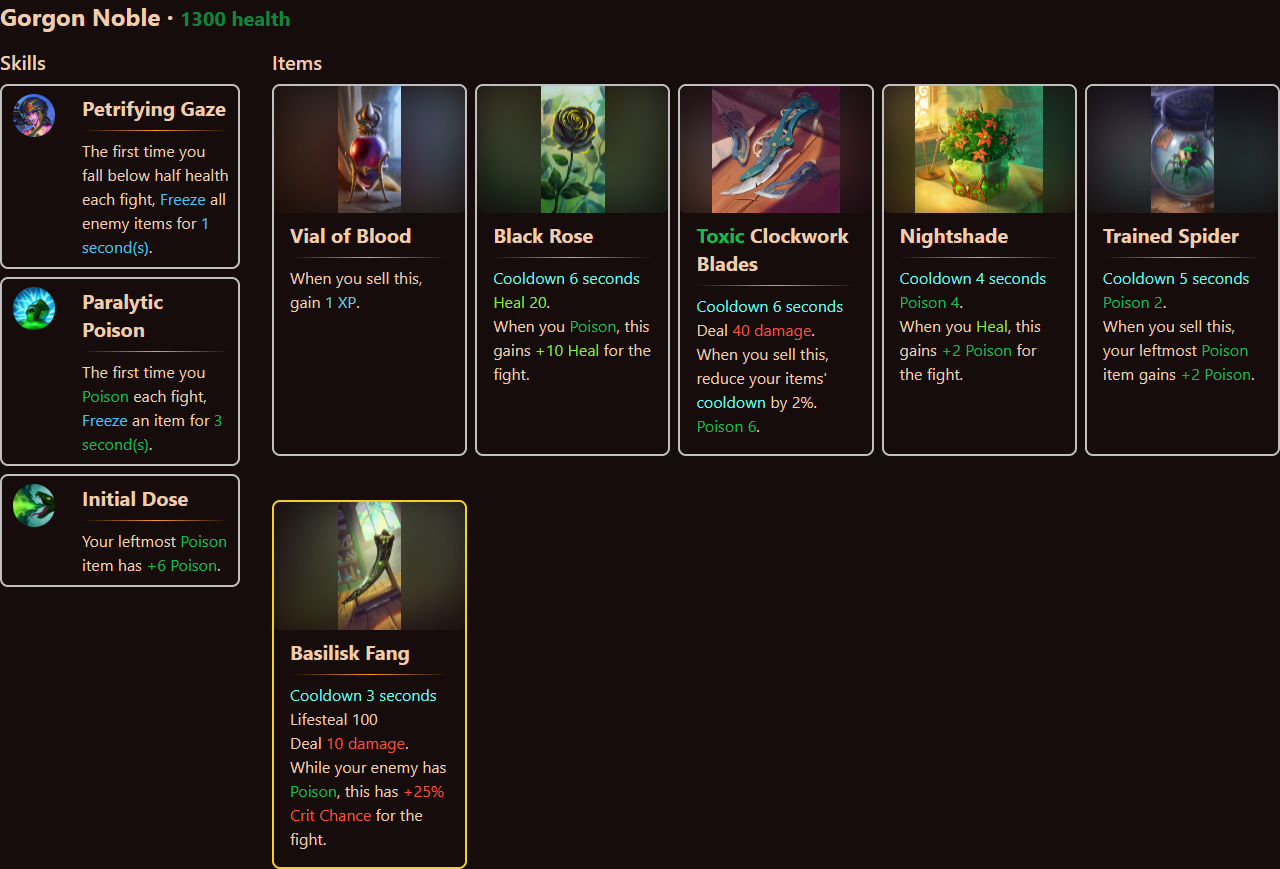 Gorgon Noble · 1300 health
Skills
Petrifying Gaze
The first time you
fall below half health
each fight, Freeze all
enemy items for 1
second(s).
Paralytic
Poison
The first time you
Poison each fight,
Freeze an item for 3
second(s).
Initial Dose
Your leftmost Poison
item has +6 Poison.
Items
Vial of Blood
When you sell this,
gain 1 XP.
Black Rose
Cooldown 6 seconds
Heal 20.
When you Poison, this
gains +10 Heal for the
fight.
Toxic Clockwork
Blades
Cooldown 6 seconds
Deal 40 damage.
When you sell this,
reduce your items'
cooldown by 2%.
Poison 6.
Nightshade
Cooldown 4 seconds
Poison 4.
When you Heal, this
gains +2 Poison for
the fight.
Trained Spider
Cooldown 5 seconds
Poison 2.
When you sell this,
your leftmost Poison
item gains +2 Poison.
Basilisk Fang
Cooldown 3 seconds
Lifesteal 100
Deal 10 damage.
While your enemy has
Poison, this has +25%
Crit Chance for the
fight.